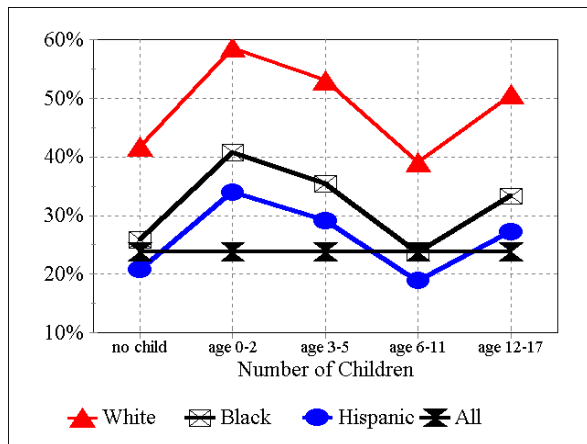 60%
50%
40%
30%
20%
10%
no child age 0-2 age 3-5 age 6-11 age 12-17
Number of Children
White Black Hispanic All